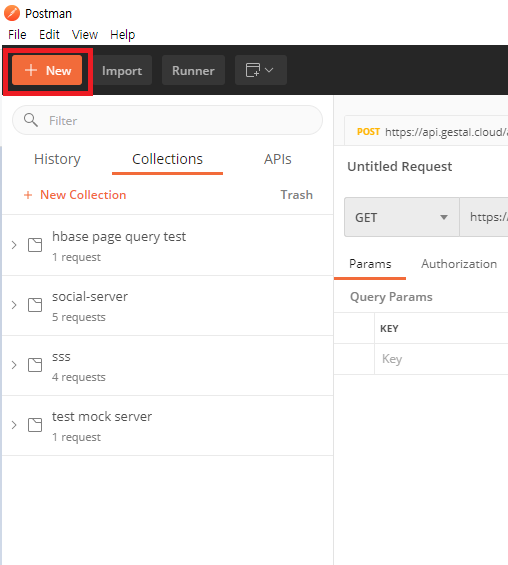 Postman
File Edit View Help
+ New Import Runner
Filter
POST https://api.gestal.cloud/
History Collections APIs
Untitled Request
+ New Collection Trash
GET https://
hbase page query test
1 request
Params Authorization
social-server
5 requests
Query Params
KEY
sss
4 requests
Key
test mock server
1 request